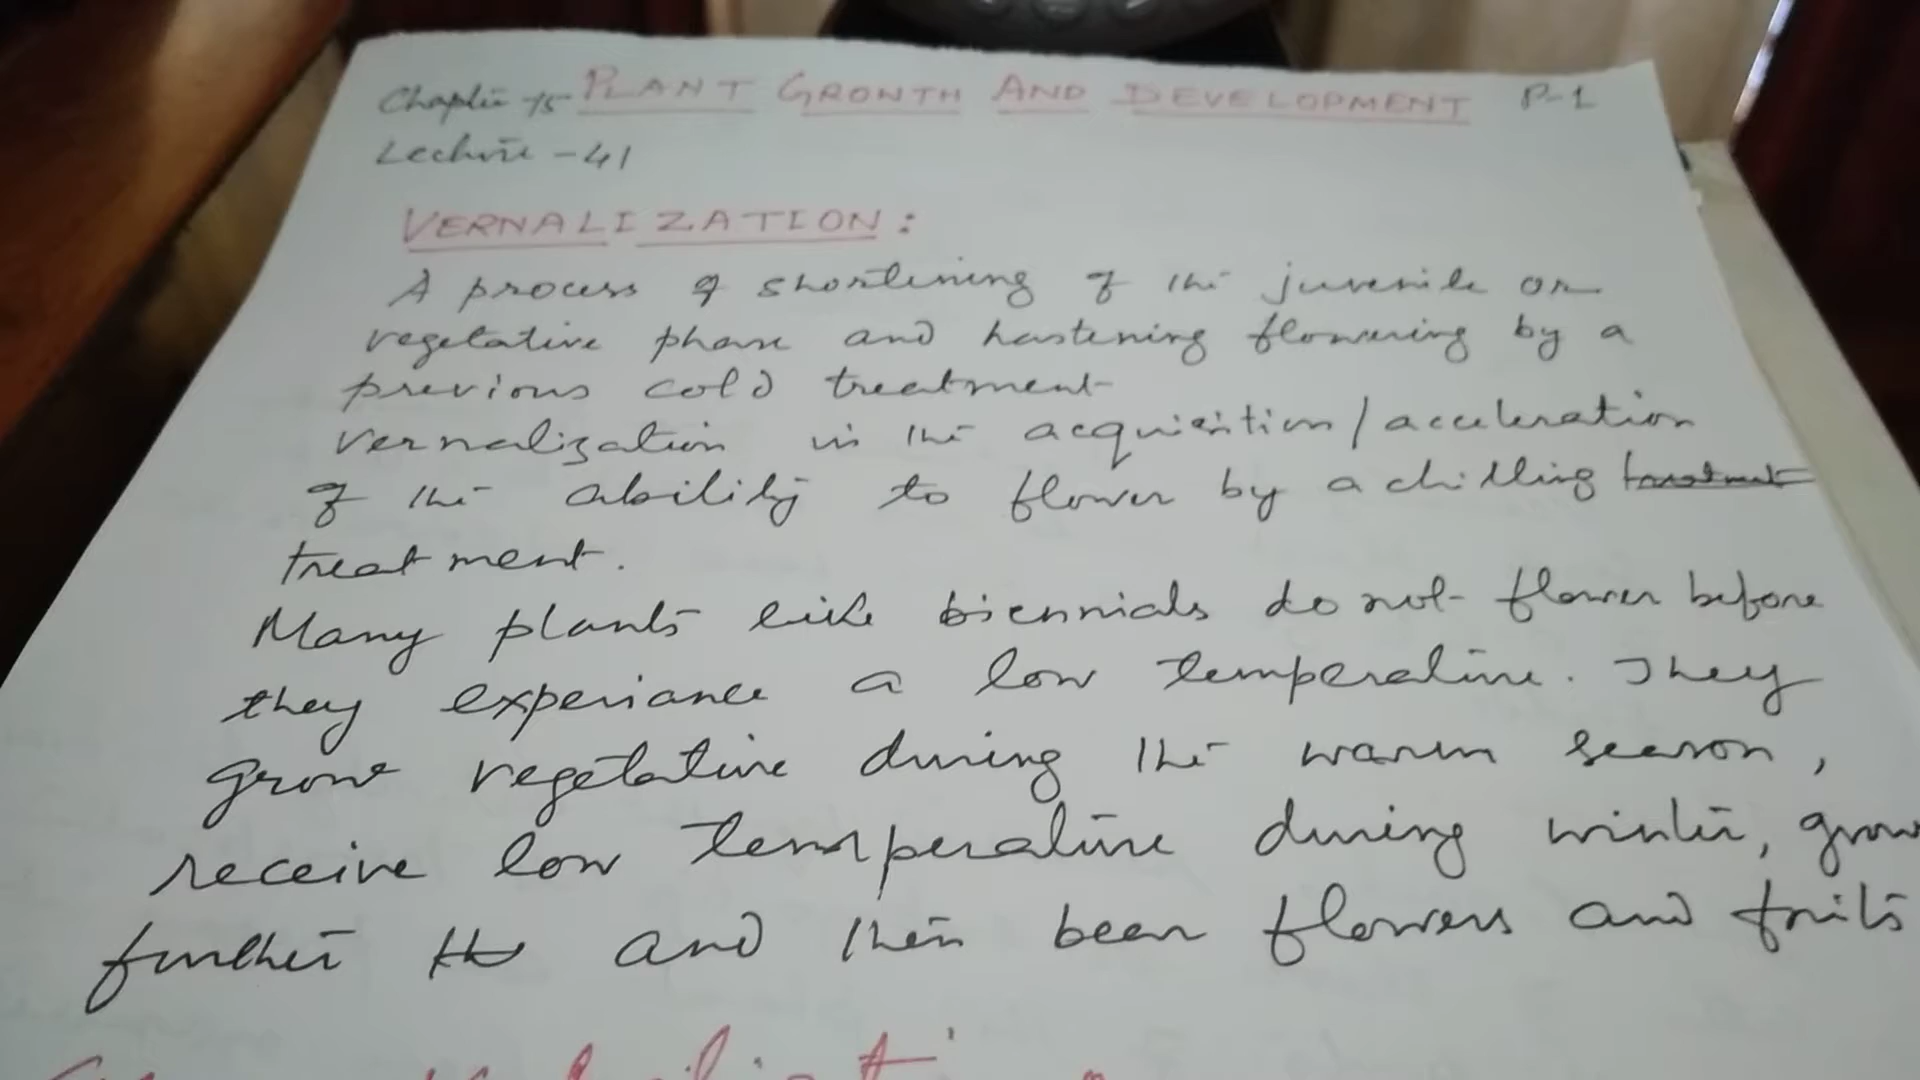 Chapter 15 PLANT GROWTH AND DEVELOPMENT P-1
Lecture - 41
VERNALIZATION:
A process of shortening of the juvenile or
vegetative phase and hastening flowering by a
previous cold treatment
Vernalization is the acquisition/acceleration
of the ability to flower by a chilling treatment
treatment.
Many plants like biennials do not flower before
they experiance a low temperature. They
grow vegetative during the warm season,
receive low temperature during winter, grow
further and then bear flowers and fruits